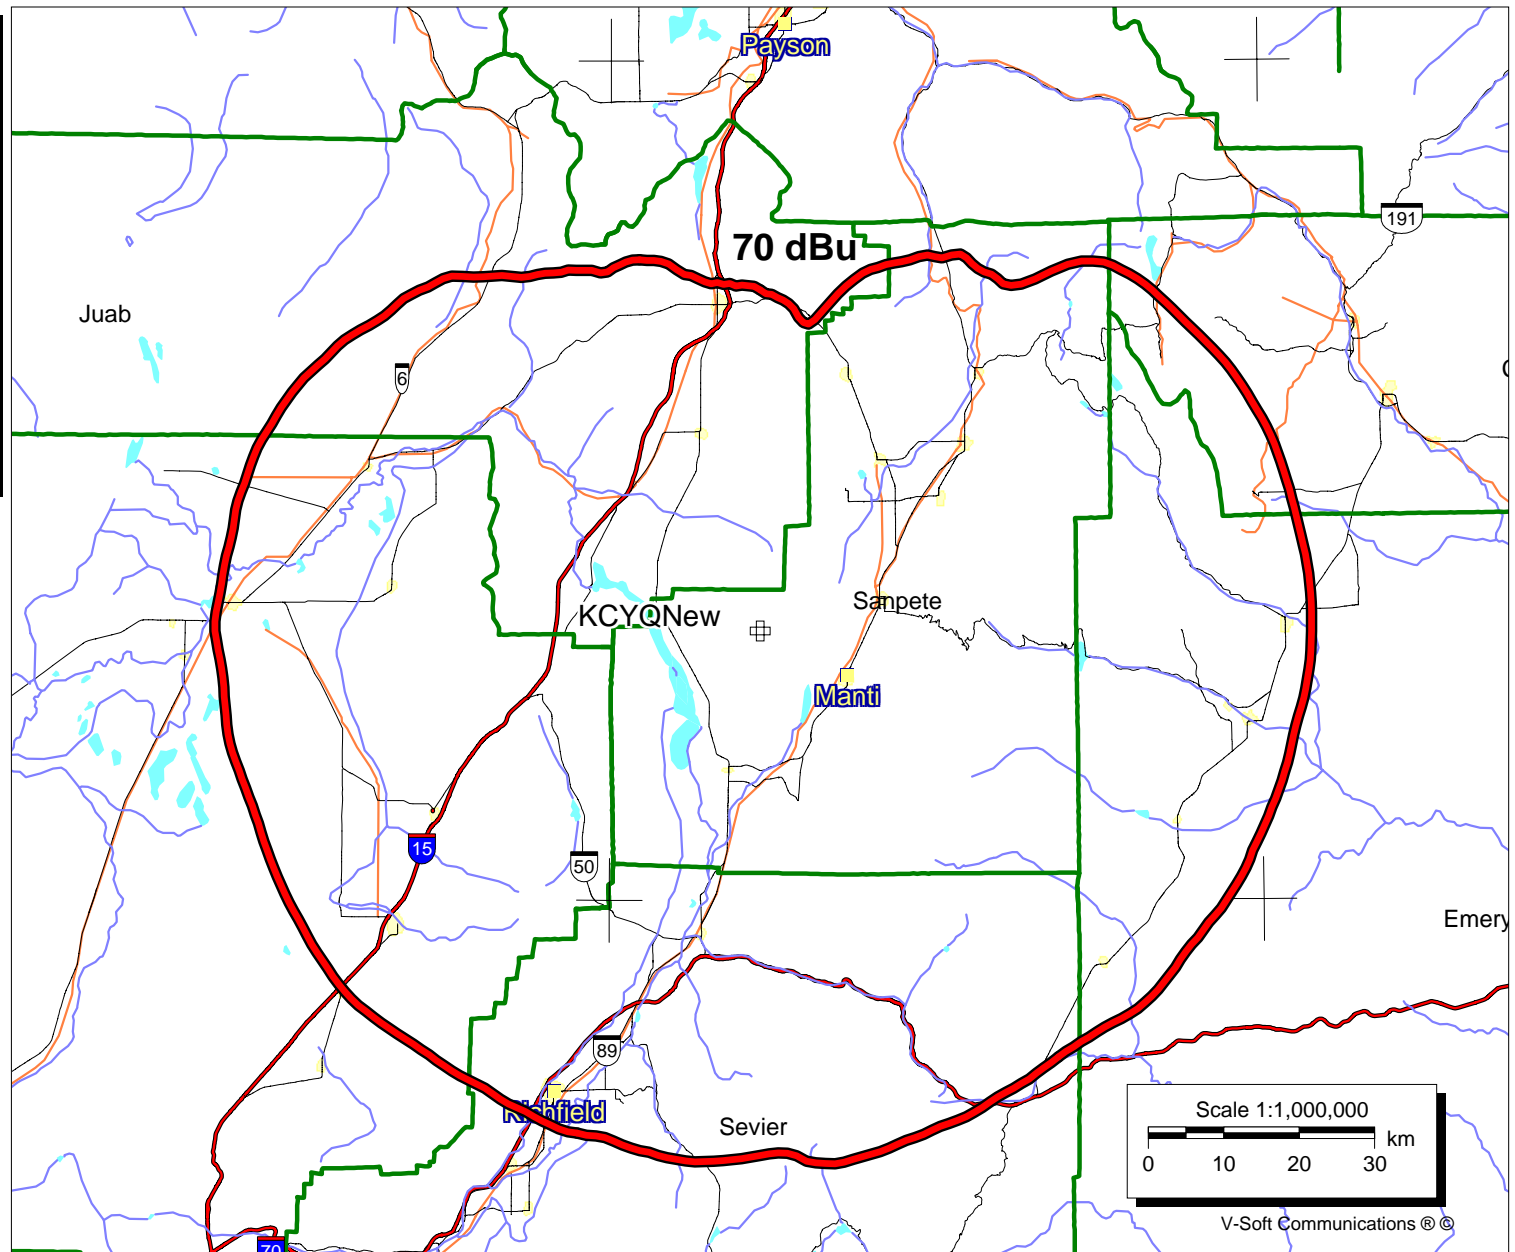 Payson
191
70 dBu
Juab
6
KCYQNew
Sanpete
Manti
15
50
Emery
89
Richfield
Sevier
Scale 1:1,000,000
km
0 10 20 30
V-Soft Communications ® ©
70